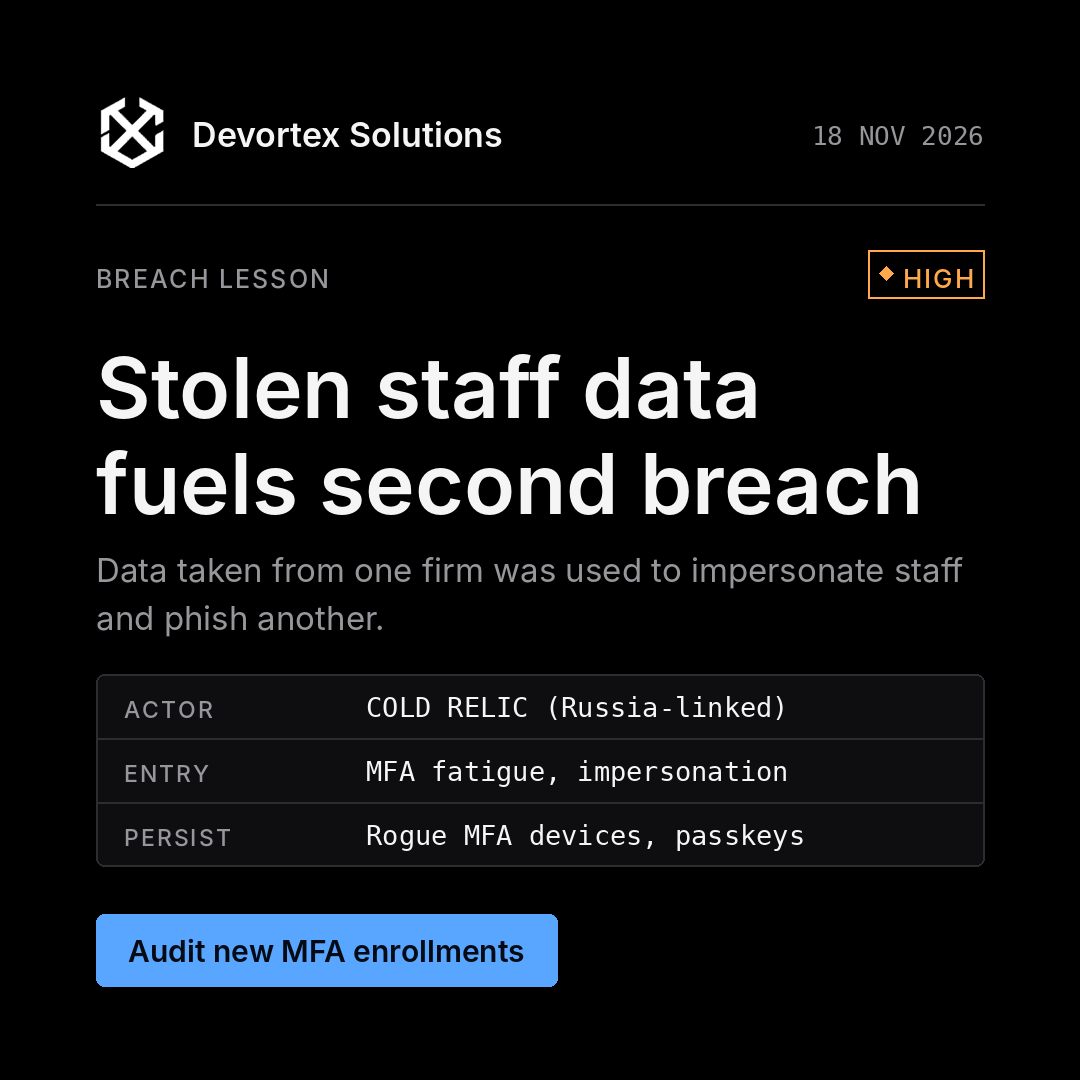 Devortex Solutions
18 NOV 2026
BREACH LESSON
HIGH
Stolen staff data
fuels second breach
Data taken from one firm was used to impersonate staff
and phish another.
ACTOR COLD RELIC (Russia-linked)
ENTRY MFA fatigue, impersonation
PERSIST Rogue MFA devices, passkeys
Audit new MFA enrollments